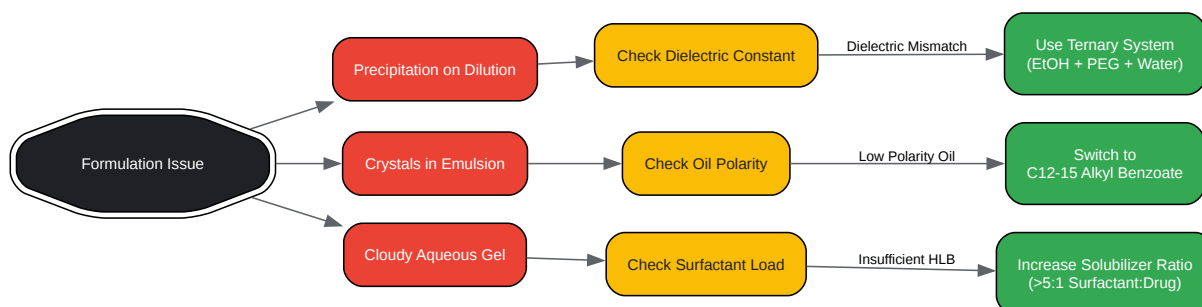 Formulation Issue
Precipitation on Dilution
Check Dielectric Constant
Dielectric Mismatch
Use Ternary System
(EtOH + PEG + Water)
Crystals in Emulsion
Check Oil Polarity
Low Polarity Oil
Switch to
C12-15 Alkyl Benzoate
Cloudy Aqueous Gel
Check Surfactant Load
Insufficient HLB
Increase Solubilizer Ratio
(>5:1 Surfactant:Drug)